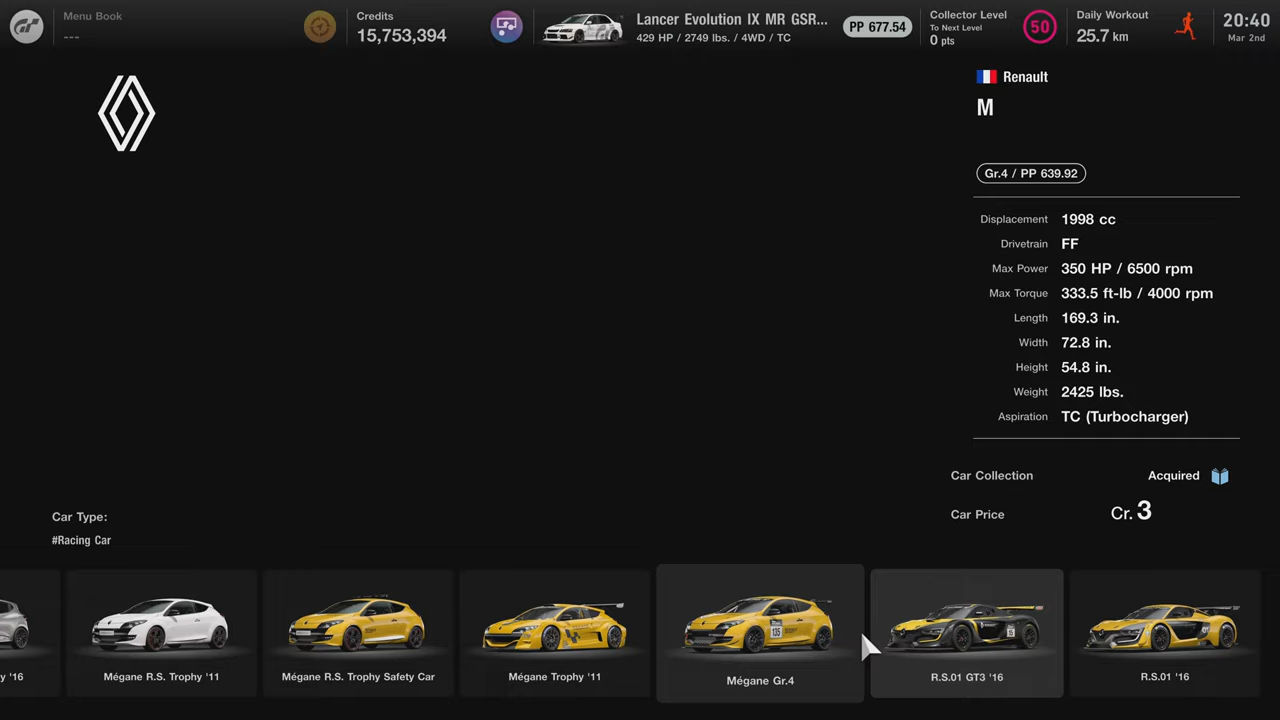 Menu Book
---
Credits
15,753,394
Lancer Evolution IX MR GSR...
429 HP / 2749 lbs. / 4WD / TC
PP 677.54
Collector Level
To Next Level
0 pts
50
Daily Workout
25.7 km
20:40
Mar 2nd
Renault
M
Gr.4 / PP 639.92
Displacement 1998 cc
Drivetrain FF
Max Power 350 HP / 6500 rpm
Max Torque 333.5 ft-lb / 4000 rpm
Length 169.3 in.
Width 72.8 in.
Height 54.8 in.
Weight 2425 lbs.
Aspiration TC (Turbocharger)
Car Collection Acquired
Car Price Cr. 3
Car Type:
#Racing Car
y '16
Mégane R.S. Trophy '11
Mégane R.S. Trophy Safety Car
Mégane Trophy '11
Mégane Gr.4
R.S.01 GT3 '16
R.S.01 '16